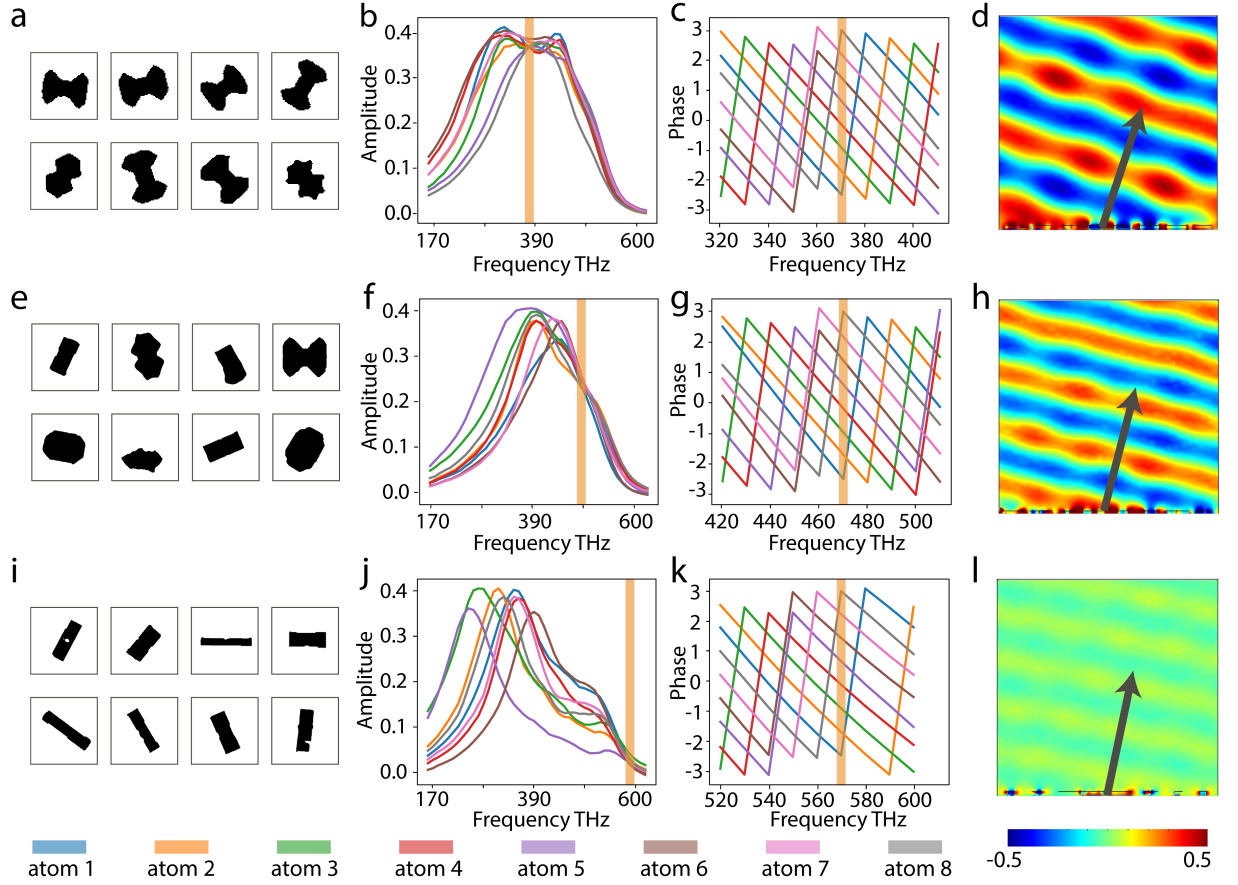 a
b
Amplitude
0.4
0.3
0.2
0.1
0.0
170 390 600
Frequency THz
c
Phase
3
2
1
0
-1
-2
-3
320 340 360 380 400
Frequency THz
d
e
f
Amplitude
0.4
0.3
0.2
0.1
0.0
170 390 600
Frequency THz
g
Phase
3
2
1
0
-1
-2
-3
420 440 460 480 500
Frequency THz
h
i
j
Amplitude
0.4
0.3
0.2
0.1
0.0
170 390 600
Frequency THz
k
Phase
3
2
1
0
-1
-2
-3
520 540 560 580 600
Frequency THz
l
-0.5 0.5
atom 1 atom 2 atom 3 atom 4 atom 5 atom 6 atom 7 atom 8